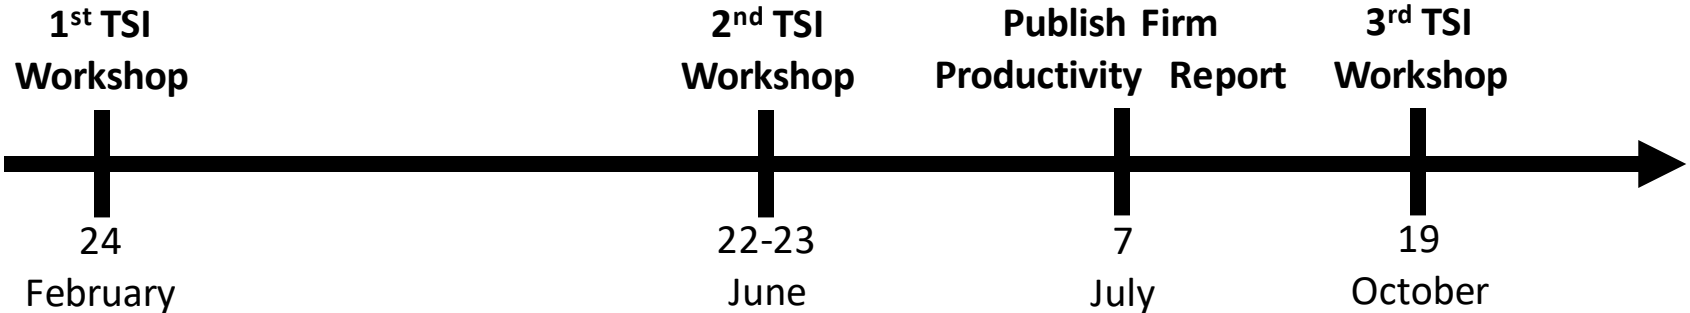 1st TSI
Workshop
2nd TSI
Workshop
Publish Firm
Productivity Report
3rd TSI
Workshop
24
February
22-23
June
7
July
19
October